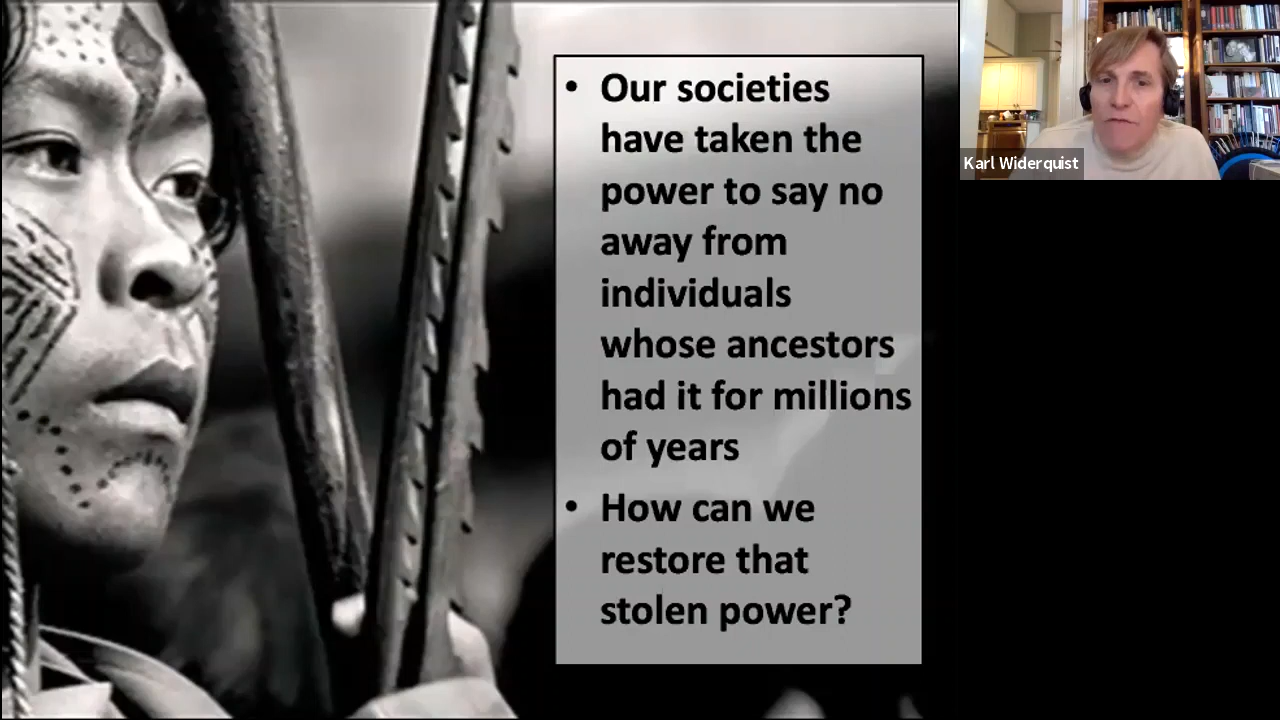 • Our societies
have taken the
power to say no
away from
individuals
whose ancestors
had it for millions
of years
• How can we
restore that
stolen power?
Karl Widerquist